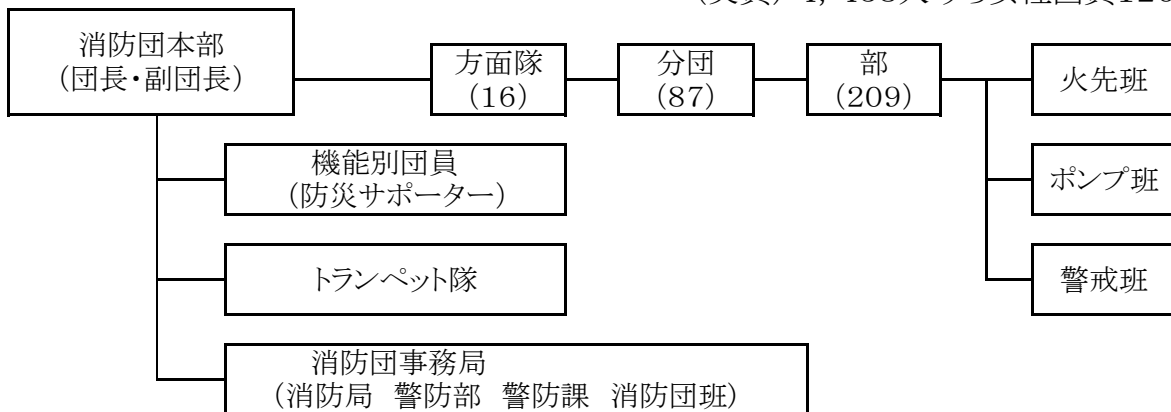 消防団本部
(団長・副団長)
方面隊
(16)
分団
(87)
部
(209)
火先班
機能別団員
(防災サポーター)
ポンプ班
トランペット隊
警戒班
消防団事務局
(消防局 警防部 警防課 消防団班)